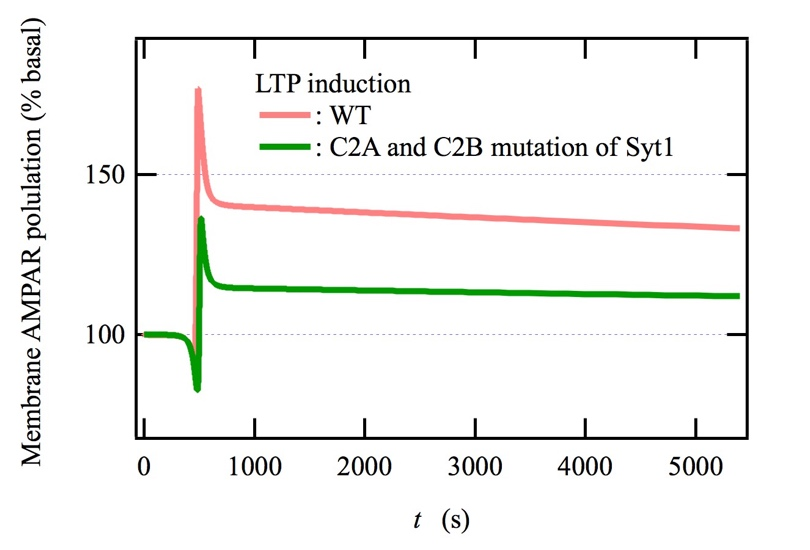 Membrane AMPAR polulation (% basal)
LTP induction
: WT
: C2A and C2B mutation of Syt1
150
100
0 1000 2000 3000 4000 5000
t (s)